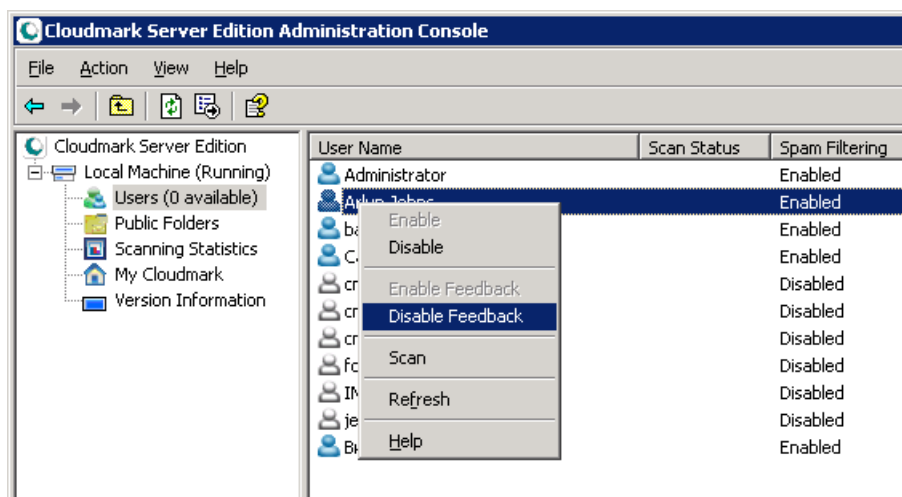 Cloudmark Server Edition Administration Console
File Action View Help
Cloudmark Server Edition
Local Machine (Running)
Users (0 available)
Public Folders
Scanning Statistics
My Cloudmark
Version Information
User Name Scan Status Spam Filtering
Administrator Enabled
Enabled
Enabled
Enabled
Disabled
Disabled
Disabled
Disabled
Disabled
Disabled
Enabled
Enable
Disable
Enable Feedback
Disable Feedback
Scan
Refresh
Help